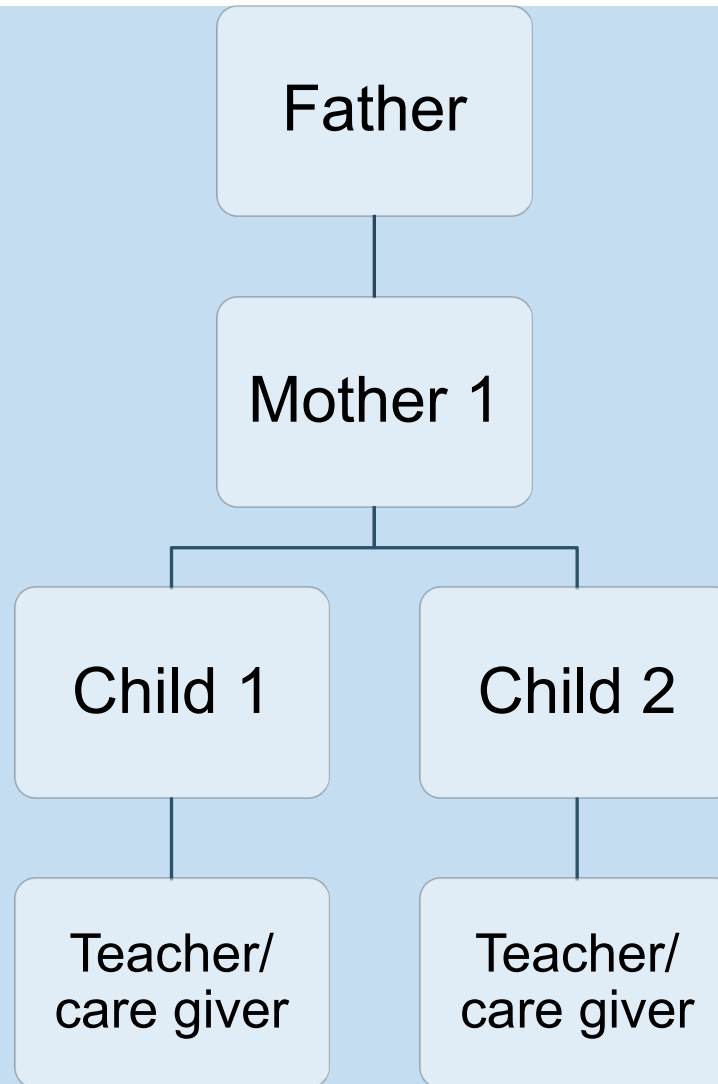 Father
Mother 1
Child 1
Child 2
Teacher/
care giver
Teacher/
care giver